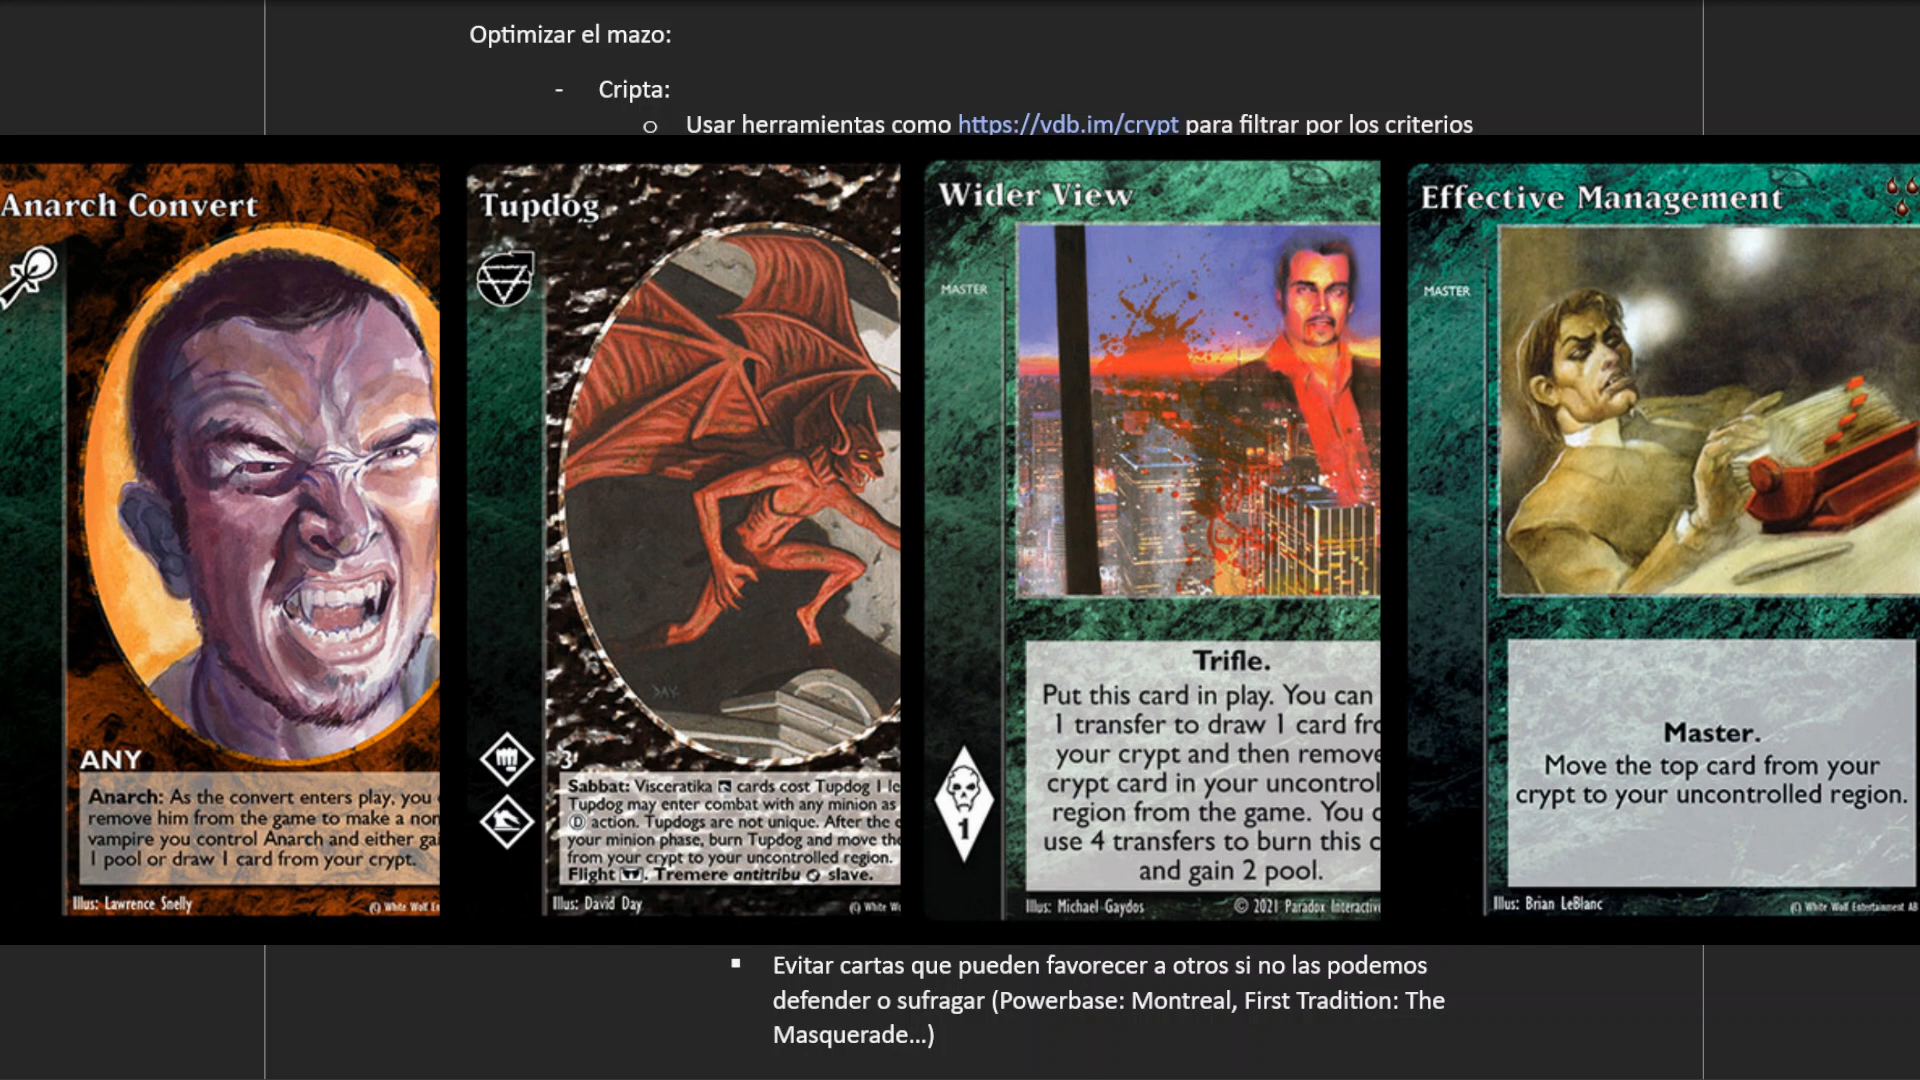 Optimizar el mazo:
- Cripta:
o Usar herramientas como https://vdb.im/crypt para filtrar por los criterios
Anarch Convert
ANY
Anarch: As the convert enters play, you
remove him from the game to make a non
vampire you control Anarch and either
1 pool or draw 1 card from your crypt.
Illus: Lawrence Snelly
(C) White Wolf
Tupdog
3
Sabbat: Visceratika cards cost Tupdog 1
Tupdog may enter combat with any minion as
D action. Tupdogs are not unique. After the
your minion phase, burn Tupdog and move
from your crypt to your uncontrolled region.
Flight. Tremere antitribu slave.
Illus: David Day
(C) White
Wider View
MASTER
1
Trifle.
Put this card in play. You can
1 transfer to draw 1 card
your crypt and then remove
crypt card in your
region from the game. You
use 4 transfers to burn this
and gain 2 pool.
Illus: Michael Gaydos
© 2021 Paradox
Effective Management
MASTER
Master.
Move the top card from your
crypt to your uncontrolled region.
Illus: Brian LeBlanc
(C) White Wolf Entertainment AB
▪ Evitar cartas que pueden favorecer a otros si no las podemos
defender o sufragar (Powerbase: Montreal, First Tradition: The
Masquerade...)